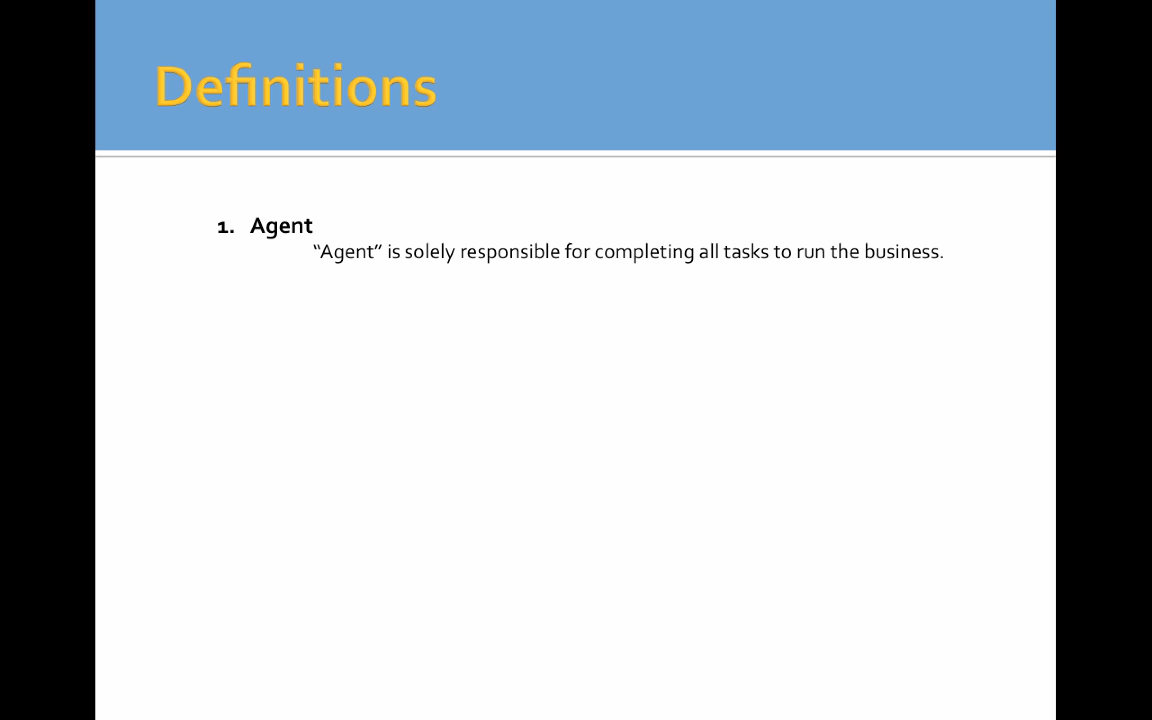 Definitions
1. Agent
“Agent” is solely responsible for completing all tasks to run the business.